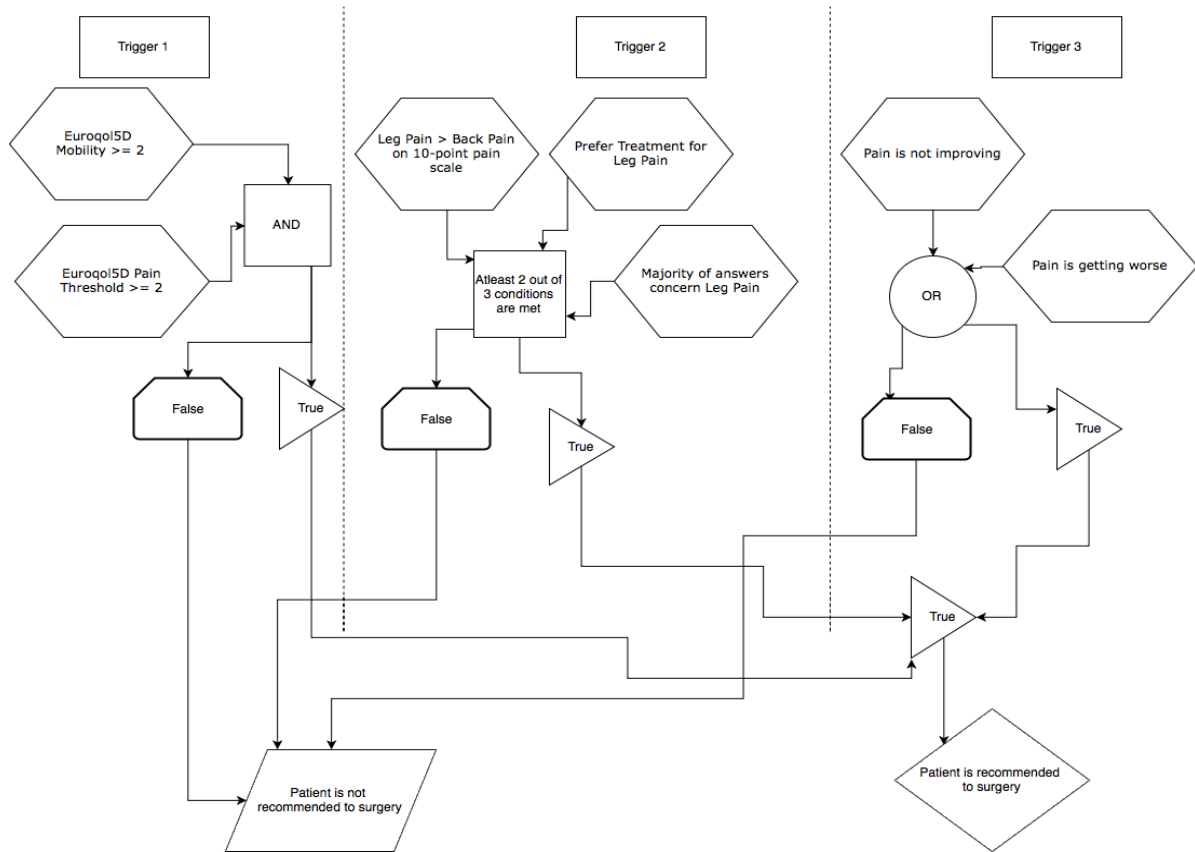 Trigger 1
Trigger 2
Trigger 3
Euroqol5D
Mobility >= 2
Leg Pain > Back Pain
on 10-point pain
scale
Prefer Treatment for
Leg Pain
Pain is not improving
AND
Euroqol5D Pain
Threshold >= 2
Atleast 2 out of
3 conditions
are met
Majority of answers
concern Leg Pain
OR
Pain is getting worse
False
True
False
True
False
True
True
Patient is not
recommended to surgery
Patient is recommended
to surgery